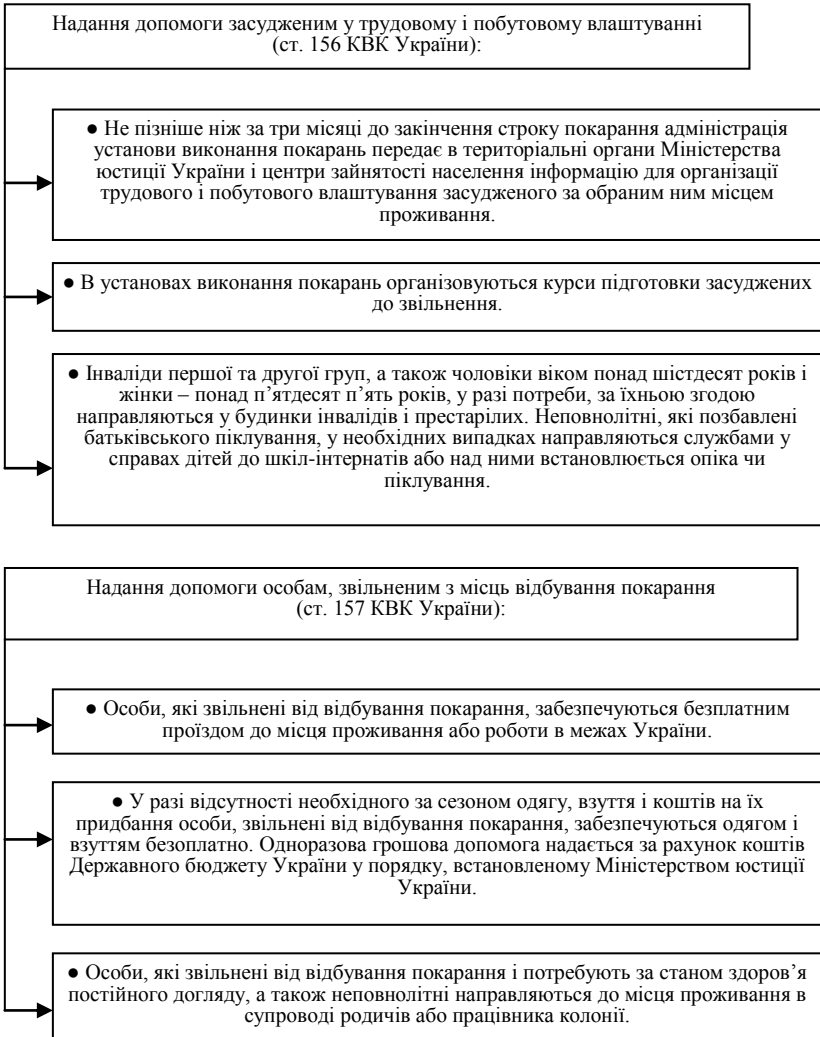 Надання допомоги засудженим у трудовому і побутовому влаштуванні
(ст. 156 КВК України):
● Не пізніше ніж за три місяці до закінчення строку покарання адміністрація
установи виконання покарань передає в територіальні органи Міністерства
юстиції України і центри зайнятості населення інформацію для організації
трудового і побутового влаштування засудженого за обраним ним місцем
проживання.
● В установах виконання покарань організовуються курси підготовки засуджених
до звільнення.
● Інваліди першої та другої груп, а також чоловіки віком понад шістдесят років і
жінки – понад п’ятдесят п’ять років, у разі потреби, за їхньою згодою
направляються у будинки інвалідів і престарілих. Неповнолітні, які позбавлені
батьківського піклування, у необхідних випадках направляються службами у
справах дітей до шкіл-інтернатів або над ними встановлюється опіка чи
піклування.
Надання допомоги особам, звільненим з місць відбування покарання
(ст. 157 КВК України):
● Особи, які звільнені від відбування покарання, забезпечуються безплатним
проїздом до місця проживання або роботи в межах України.
● У разі відсутності необхідного за сезоном одягу, взуття і коштів на їх
придбання особи, звільнені від відбування покарання, забезпечуються одягом і
взуттям безоплатно. Одноразова грошова допомога надається за рахунок коштів
Державного бюджету України у порядку, встановленому Міністерством юстиції
України.
● Особи, які звільнені від відбування покарання і потребують за станом здоров’я
постійного догляду, а також неповнолітні направляються до місця проживання в
супроводі родичів або працівника колонії.